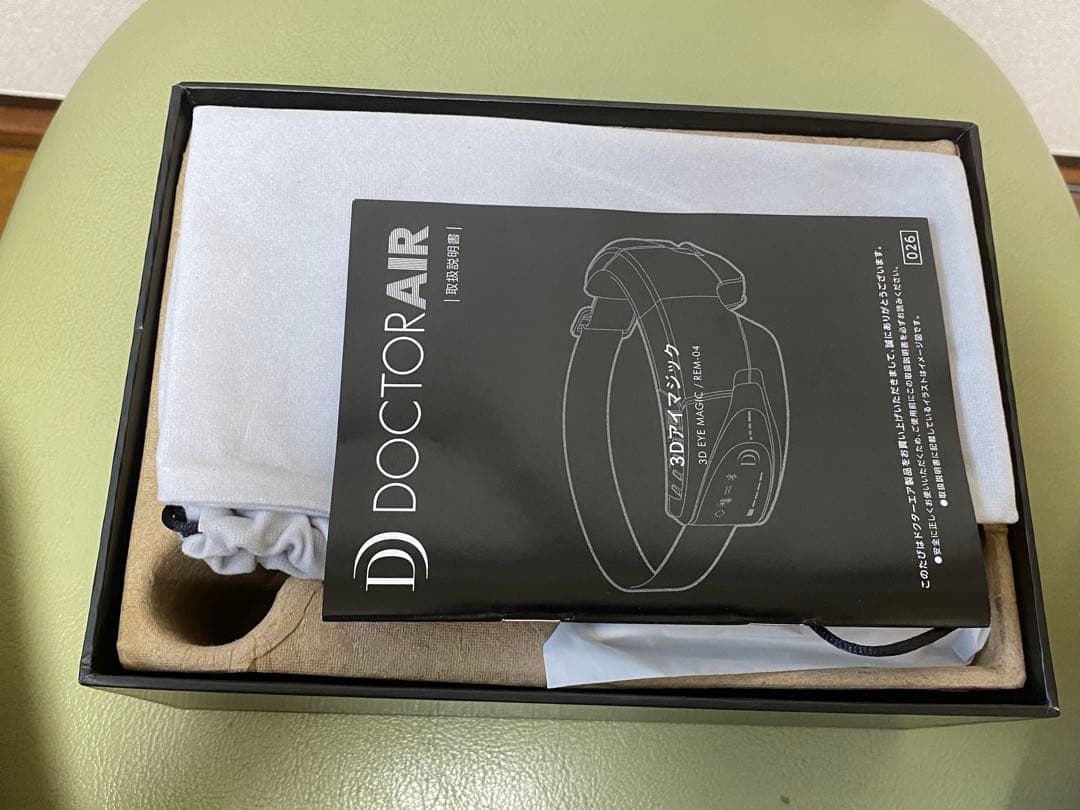 DOCTORAIR
取扱説明書
3Dアイマジック
3D EYE MAGIC / REM-04
026
このたびはドクターエア製品をお買い上げいただきまして、誠にありがとうございます。
●安全に正しくお使いいただくため、ご使用前にこの取扱説明書を必ずお読みください。
●取扱説明書に記載しているイラストはイメージ図です。